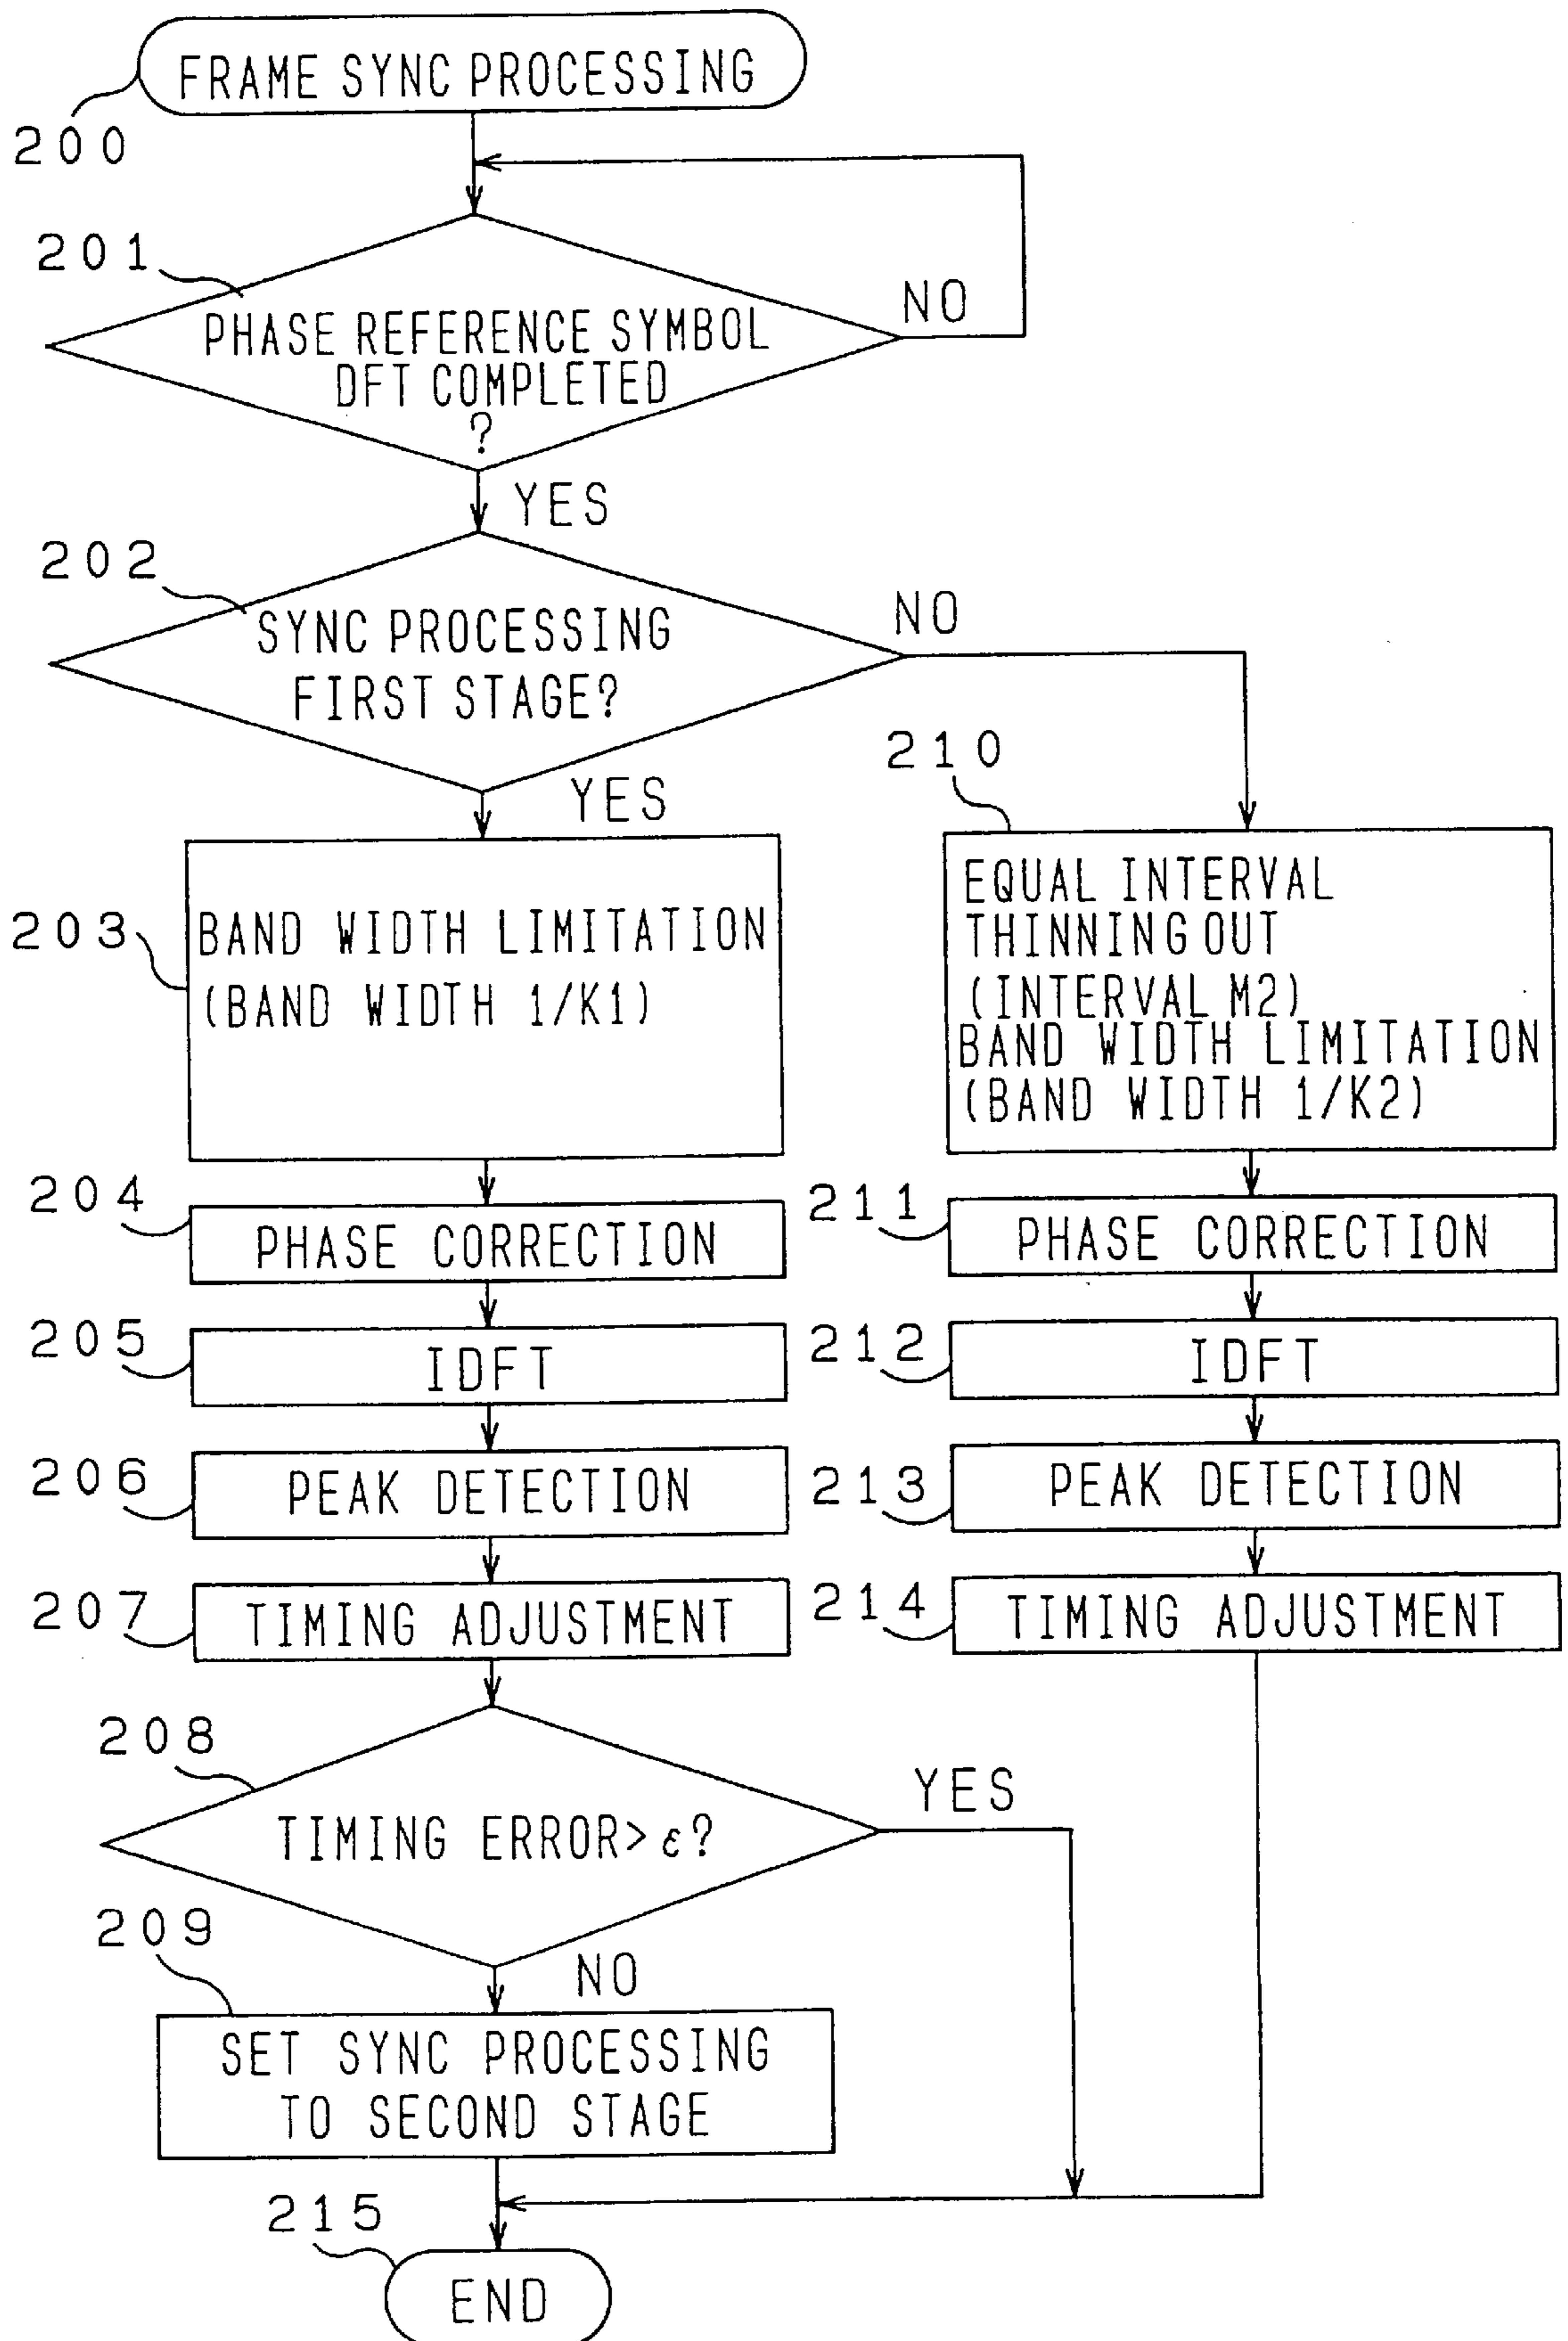 FRAME SYNC PROCESSING
200
201
NO
PHASE REFERENCE SYMBOL
DFT COMPLETED
?
YES
202
NO
SYNC PROCESSING
FIRST STAGE?
YES
203
BAND WIDTH LIMITATION
(BAND WIDTH 1/K1)
210
EQUAL INTERVAL
THINNING OUT
(INTERVAL M2)
BAND WIDTH LIMITATION
(BAND WIDTH 1/K2)
204
PHASE CORRECTION
211
PHASE CORRECTION
205
IDFT
212
IDFT
206
PEAK DETECTION
213
PEAK DETECTION
207
TIMING ADJUSTMENT
214
TIMING ADJUSTMENT
208
TIMING ERROR>ε?
YES
209
NO
SET SYNC PROCESSING
TO SECOND STAGE
215
END